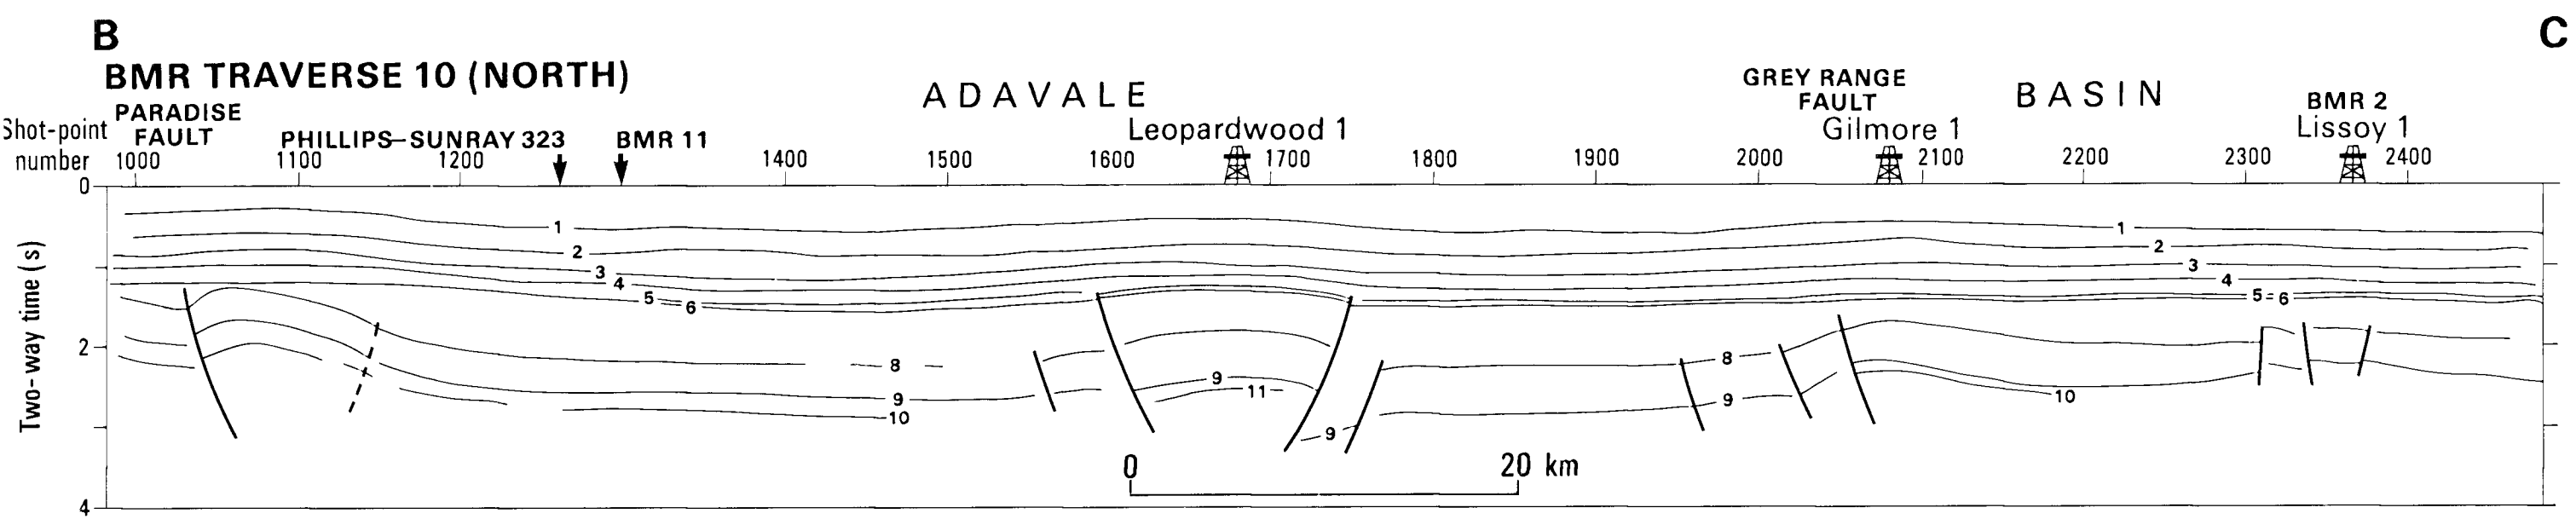 B
C
BMR TRAVERSE 10 (NORTH)
PARADISE
FAULT
PHILLIPS–SUNRAY 323
BMR 11
ADAVALE
Leopardwood 1
GREY RANGE
FAULT
Gilmore 1
BASIN
BMR 2
Lissoy 1
Shot-point
number
1000 1100 1200 1400 1500 1600 1700 1800 1900 2000 2100 2200 2300 2400
0
2
4
Two-way time (s)
1 1
2 2
3 3
4 4
5 6 5=6
8 8
9 9 9 9
10 11 10
0 20 km